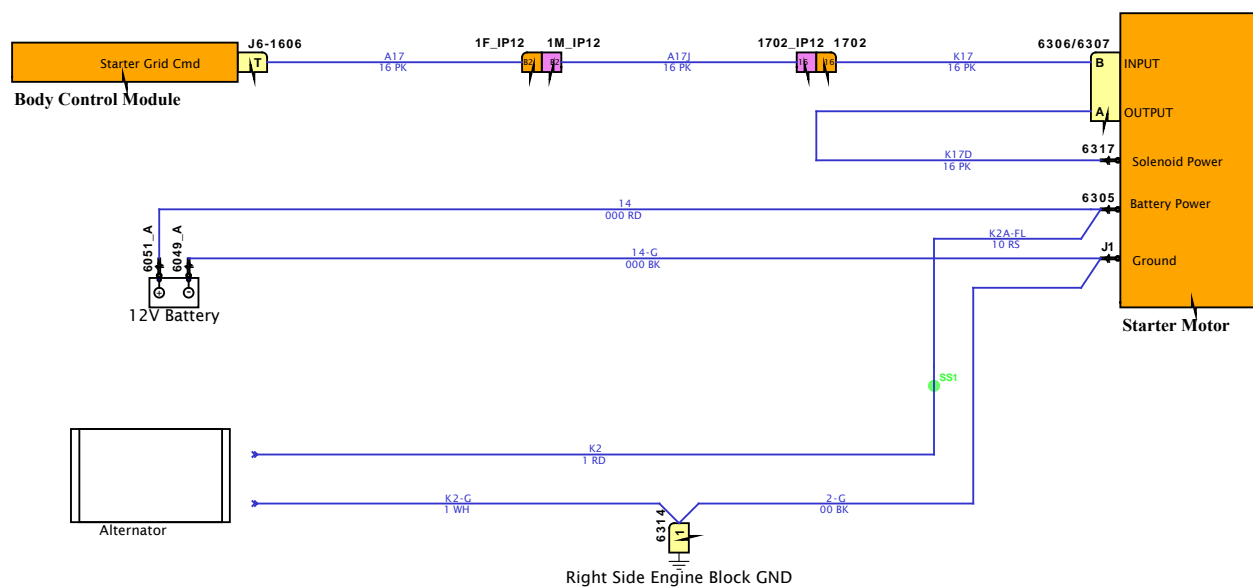 J6-1606
1F_IP12 1M_IP12
1702_IP12 1702
6306/6307
Starter Grid Cmd
T
A17
16 PK
B2
B2
A17J
16 PK
16
16
K17
16 PK
B
INPUT
Body Control Module
A
OUTPUT
6317
K17D
16 PK
Solenoid Power
14
000 RD
6305
Battery Power
K2A-FL
10 RS
6051_A
6049_A
14-G
000 BK
J1
Ground
+
-
12V Battery
Starter Motor
SS1
K2
1 RD
K2-G
1 WH
2-G
00 BK
Alternator
6314
1
Right Side Engine Block GND